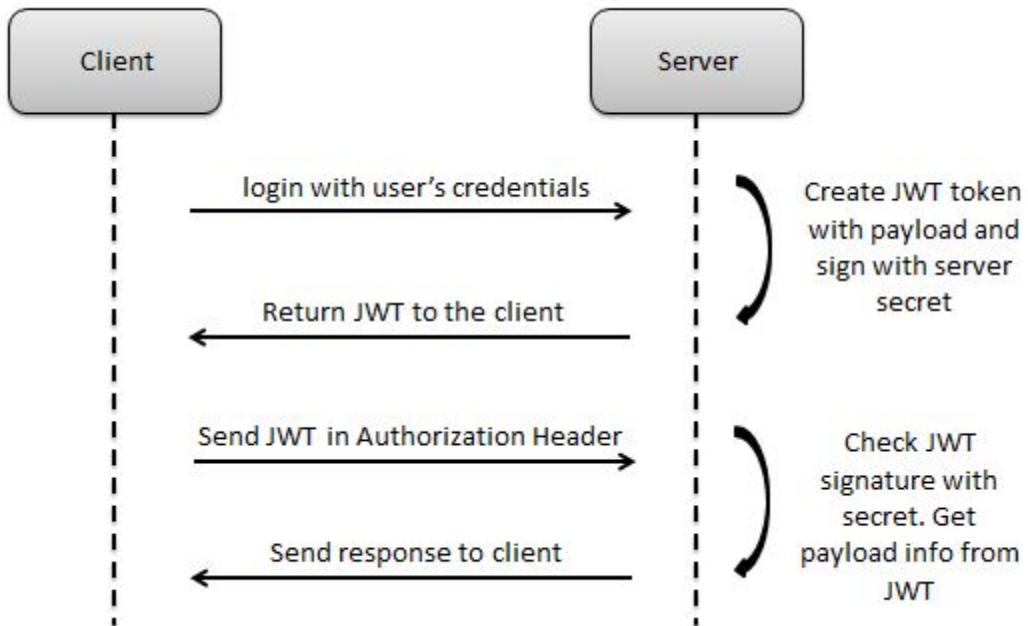 Client
Server
login with user's credentials
Create JWT token
with payload and
sign with server
secret
Return JWT to the client
Send JWT in Authorization Header
Check JWT
signature with
secret. Get
payload info from
JWT
Send response to client